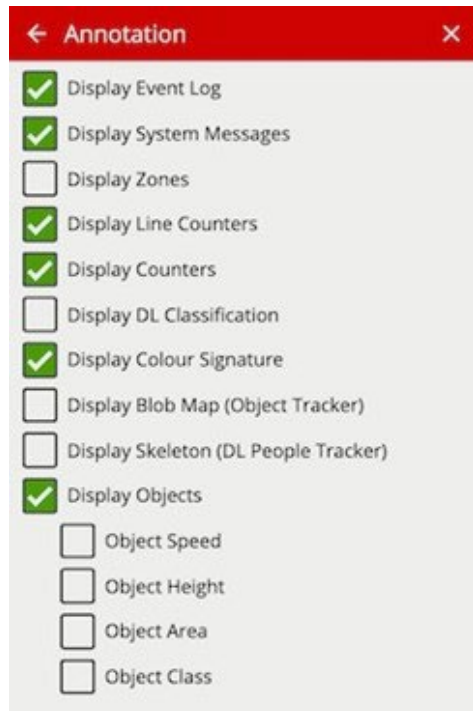 Annotation
Display Event Log
Display System Messages
Display Zones
Display Line Counters
Display Counters
Display DL Classification
Display Colour Signature
Display Blob Map (Object Tracker)
Display Skeleton (DL People Tracker)
Display Objects
Object Speed
Object Height
Object Area
Object Class